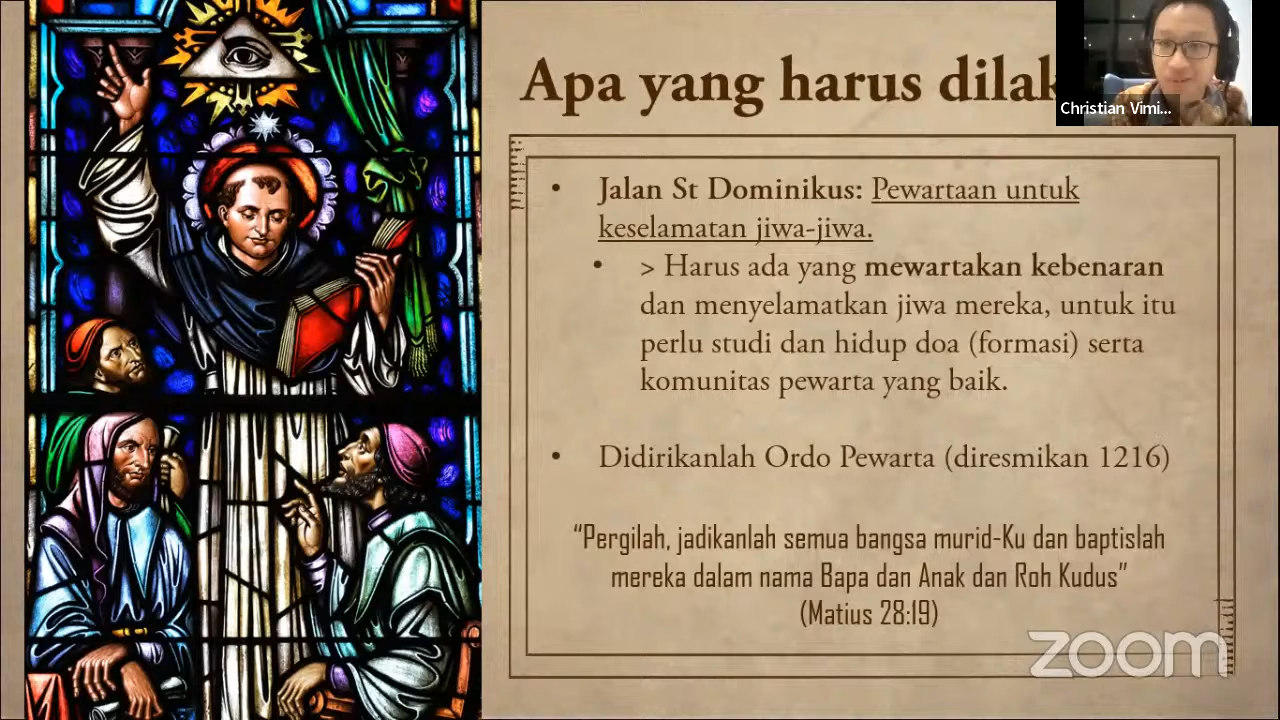 Apa yang harus
Christian Vimi...
• Jalan St Dominikus: Pewartaan untuk
keselamatan jiwa-jiwa.
• > Harus ada yang mewartakan kebenaran
dan menyelamatkan jiwa mereka, untuk itu
perlu studi dan hidup doa (formasi) serta
komunitas pewarta yang baik.
• Didirikanlah Ordo Pewarta (diresmikan 1216)
“Pergilah, jadikanlah semua bangsa murid-Ku dan baptislah
mereka dalam nama Bapa dan Anak dan Roh Kudus”
(Matius 28:19)
zoom